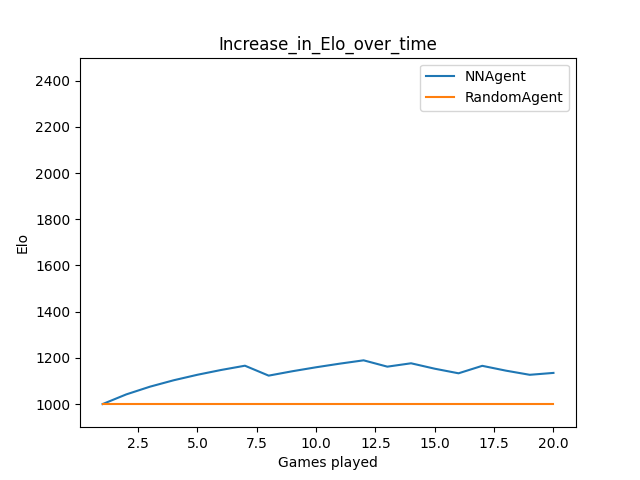 Increase_in_Elo_over_time
NNAgent
RandomAgent
2400
2200
2000
1800
1600
1400
1200
1000
Elo
2.5 5.0 7.5 10.0 12.5 15.0 17.5 20.0
Games played